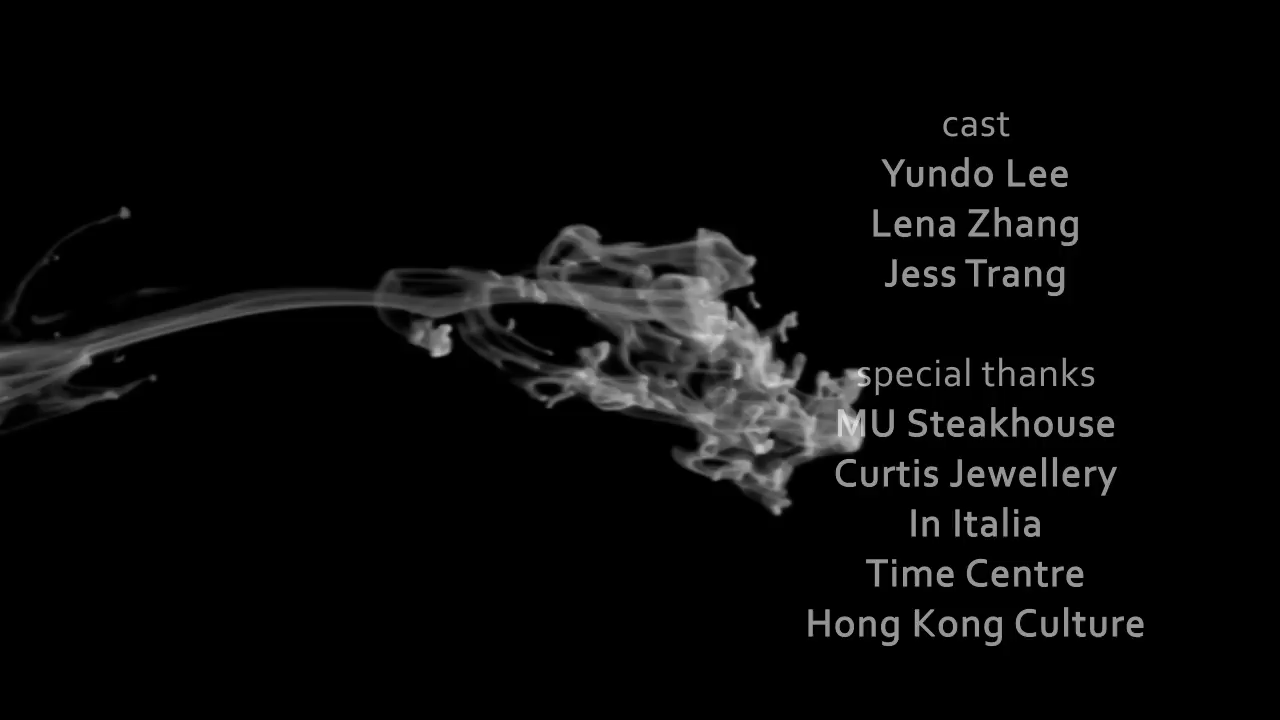 cast
Yundo Lee
Lena Zhang
Jess Trang
special thanks
MU Steakhouse
Curtis Jewellery
In Italia
Time Centre
Hong Kong Culture